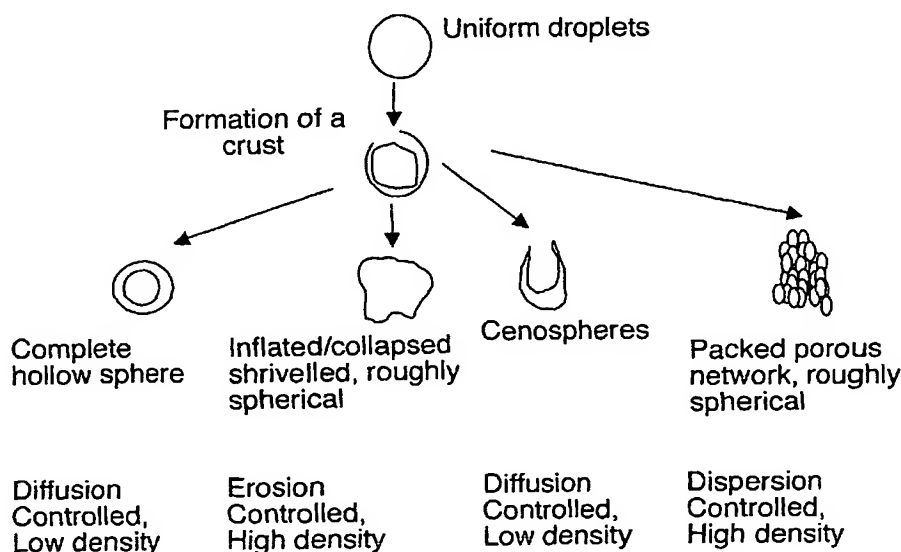 Uniform droplets
Formation of a
crust
Complete
hollow sphere
Inflated/collapsed
shrivelled, roughly
spherical
Cenospheres
Packed porous
network, roughly
spherical
Diffusion
Controlled,
Low density
Erosion
Controlled,
High density
Diffusion
Controlled,
Low density
Dispersion
Controlled,
High density